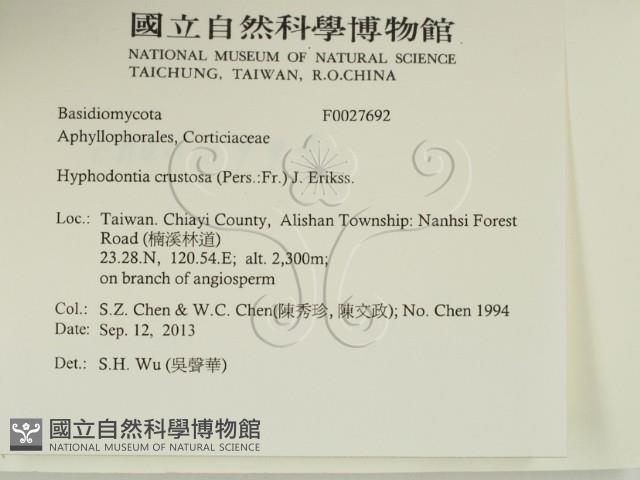 國立自然科學博物館
NATIONAL MUSEUM OF NATURAL SCIENCE
TAICHUNG, TAIWAN, R.O.CHINA
Basidiomycota F0027692
Aphyllophorales, Corticiaceae
Hyphodontia crustosa (Pers.:Fr.) J. Erikss.
Loc.: Taiwan. Chiayi County, Alishan Township: Nanhsi Forest
Road (楠溪林道)
23.28.N, 120.54.E; alt. 2,300m;
on branch of angiosperm
Col.: S.Z. Chen & W.C. Chen(陳秀珍, 陳文政); No. Chen 1994
Date: Sep. 12, 2013
Det.: S.H. Wu (吳聲華)
國立自然科學博物館
NATIONAL MUSEUM OF NATURAL SCIENCE